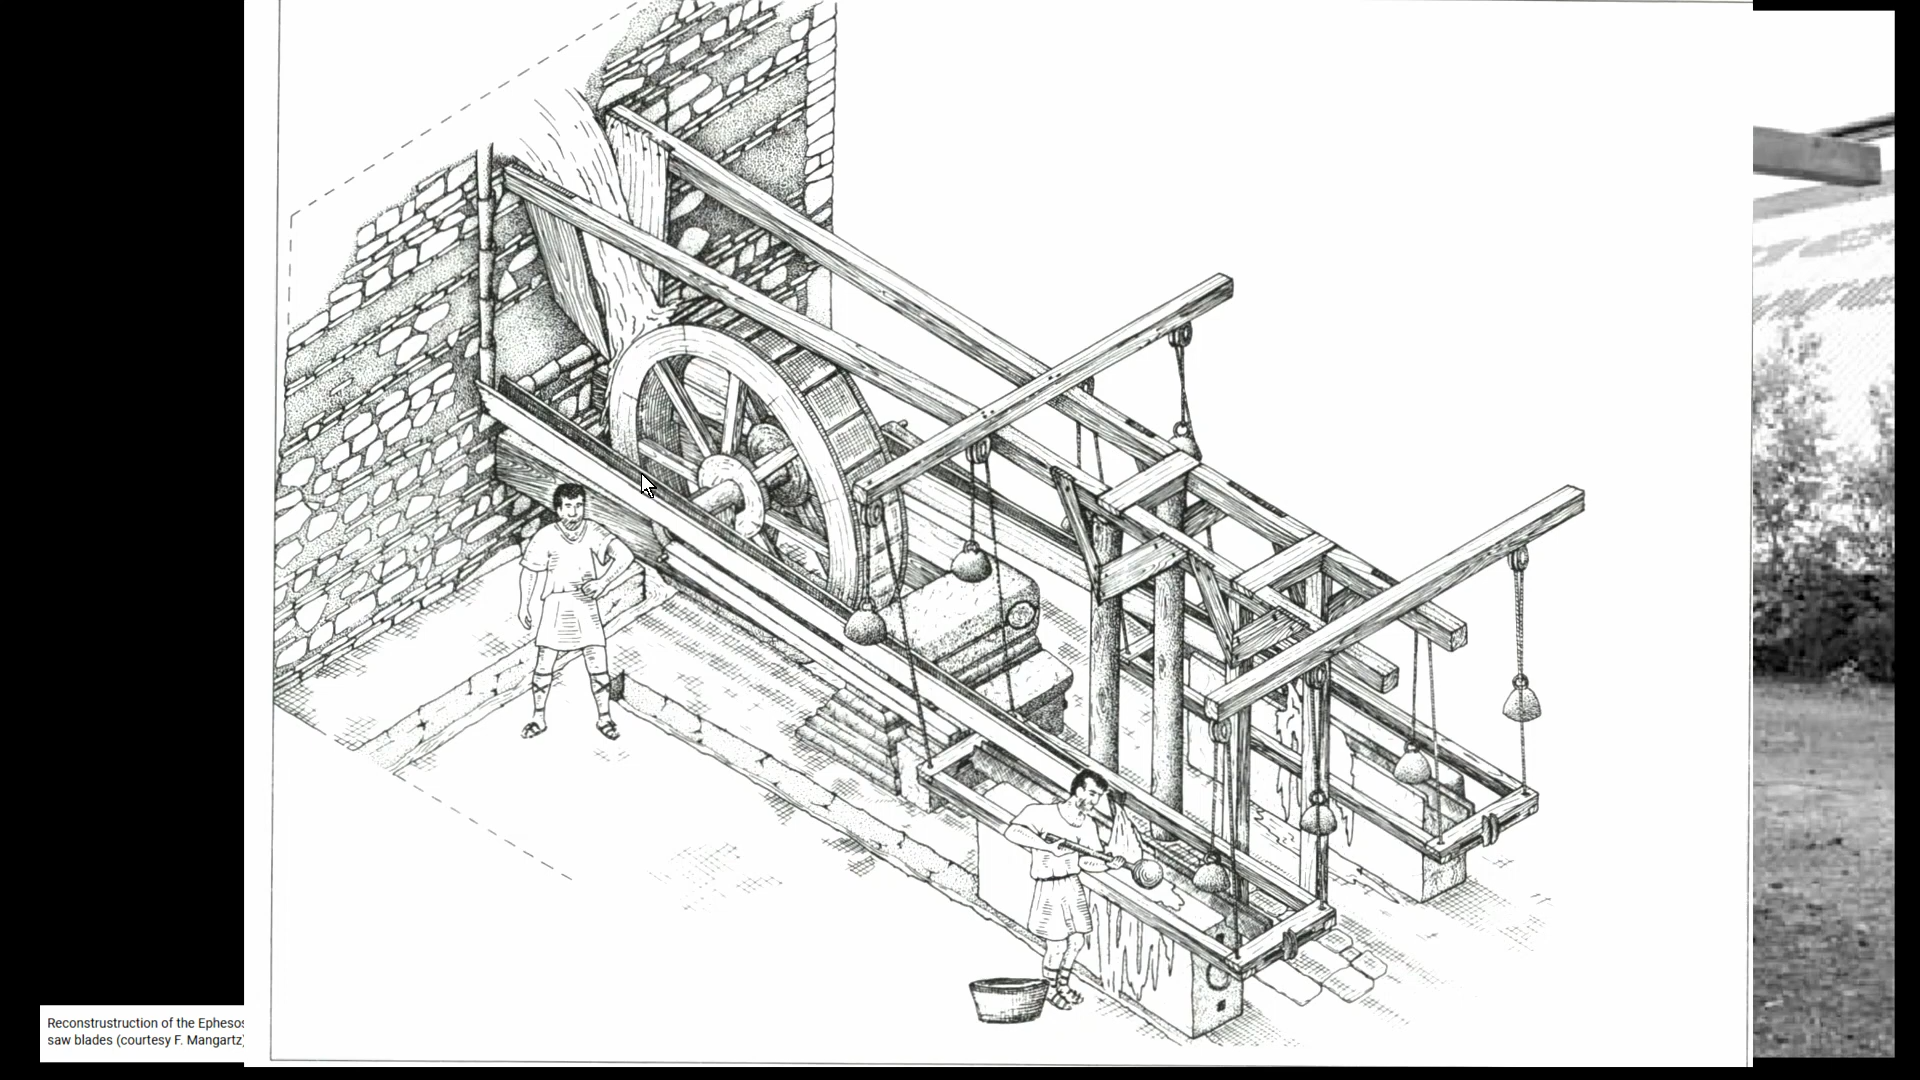 Reconstrustruction of the Ephesos
saw blades (courtesy F. Mangartz)